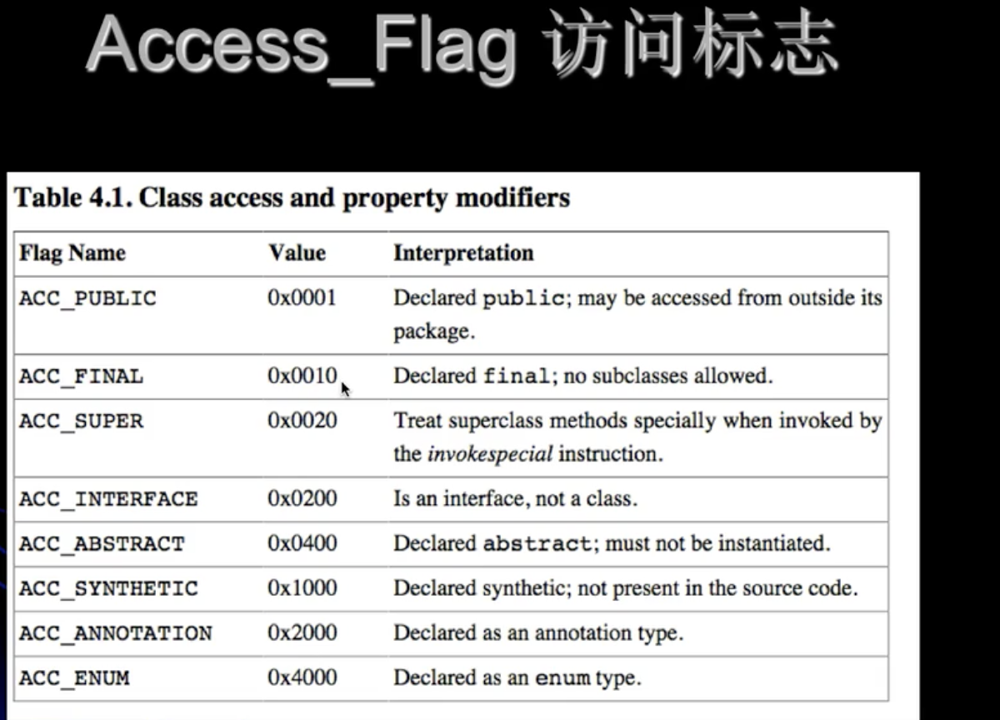 Access_Flag 访问标志
Table 4.1. Class access and property modifiers
Flag Name Value Interpretation
ACC_PUBLIC 0x0001 Declared public; may be accessed from outside its
package.
ACC_FINAL 0x0010 Declared final; no subclasses allowed.
ACC_SUPER 0x0020 Treat superclass methods specially when invoked by
the invokespecial instruction.
ACC_INTERFACE 0x0200 Is an interface, not a class.
ACC_ABSTRACT 0x0400 Declared abstract; must not be instantiated.
ACC_SYNTHETIC 0x1000 Declared synthetic; not present in the source code.
ACC_ANNOTATION 0x2000 Declared as an annotation type.
ACC_ENUM 0x4000 Declared as an enum type.